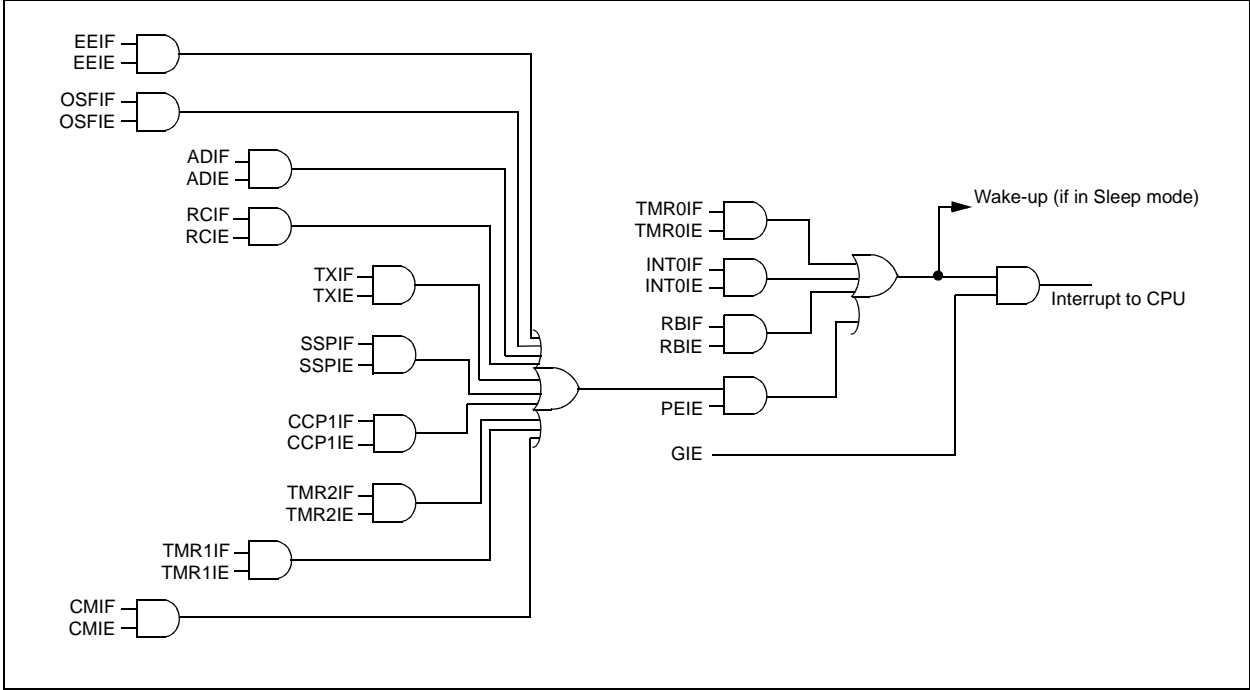 EEIF
EEIE
OSFIF
OSFIE
ADIF
ADIE
RCIF
RCIE
TXIF
TXIE
SSPIF
SSPIE
CCP1IF
CCP1IE
TMR2IF
TMR2IE
TMR1IF
TMR1IE
CMIF
CMIE
TMR0IF
TMR0IE
INT0IF
INT0IE
RBIF
RBIE
PEIE
GIE
Wake-up (if in Sleep mode)
Interrupt to CPU